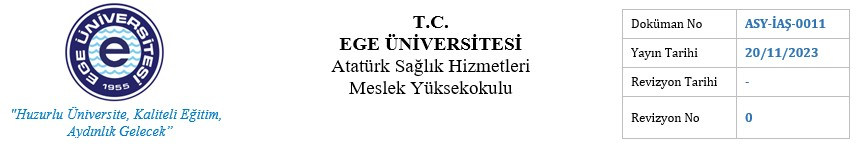 EGE ÜNİVERSİTESİ
1955
"Huzurlu Üniversite, Kaliteli Eğitim,
Aydınlık Gelecek"
T.C.
EGE ÜNİVERSİTESİ
Atatürk Sağlık Hizmetleri
Meslek Yüksekokulu
Doküman No ASY-İAŞ-0011
Yayın Tarihi 20/11/2023
Revizyon Tarihi -
Revizyon No 0